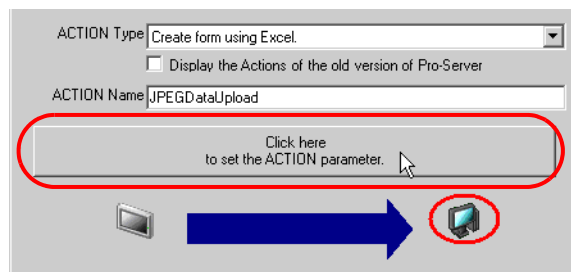 ACTION Type Create form using Excel.
Display the Actions of the old version of Pro-Server
ACTION Name JPEGDataUpload
Click here
to set the ACTION parameter.